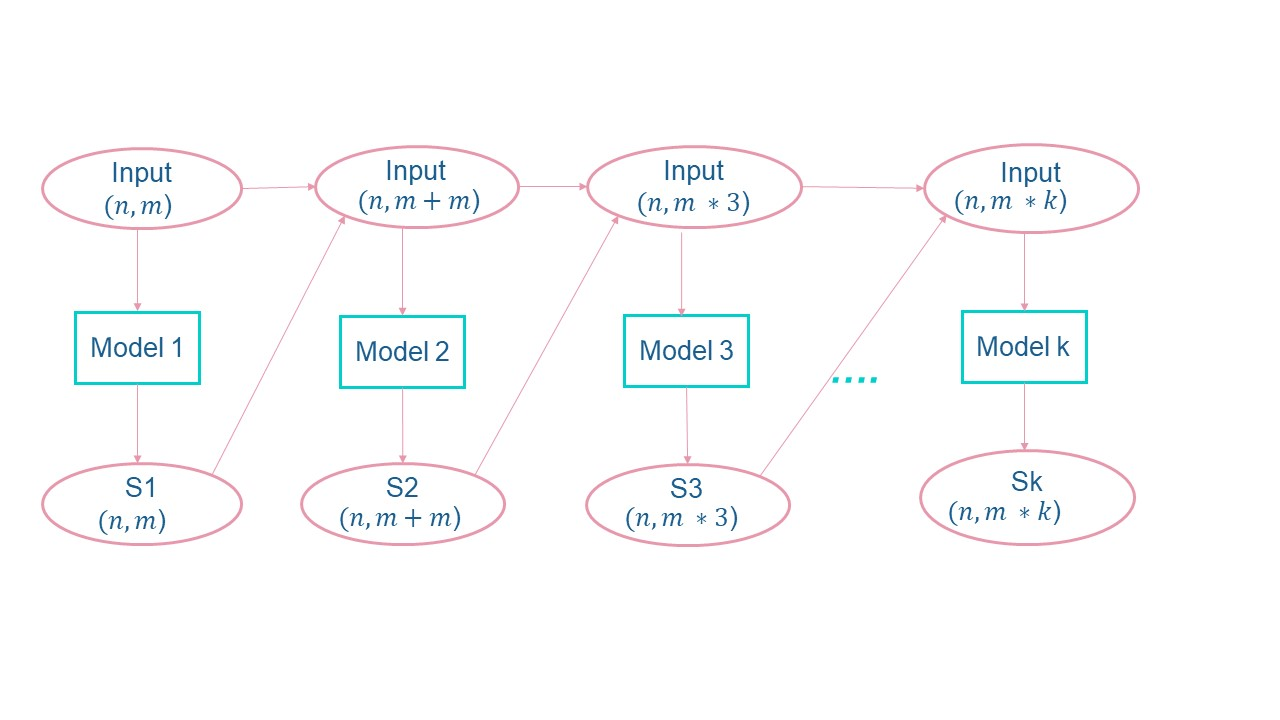 Input
(n, m)
Input
(n, m + m)
Input
(n, m * 3)
Input
(n, m * k)
Model 1
Model 2
Model 3
....
Model k
S1
(n, m)
S2
(n, m + m)
S3
(n, m * 3)
Sk
(n, m * k)